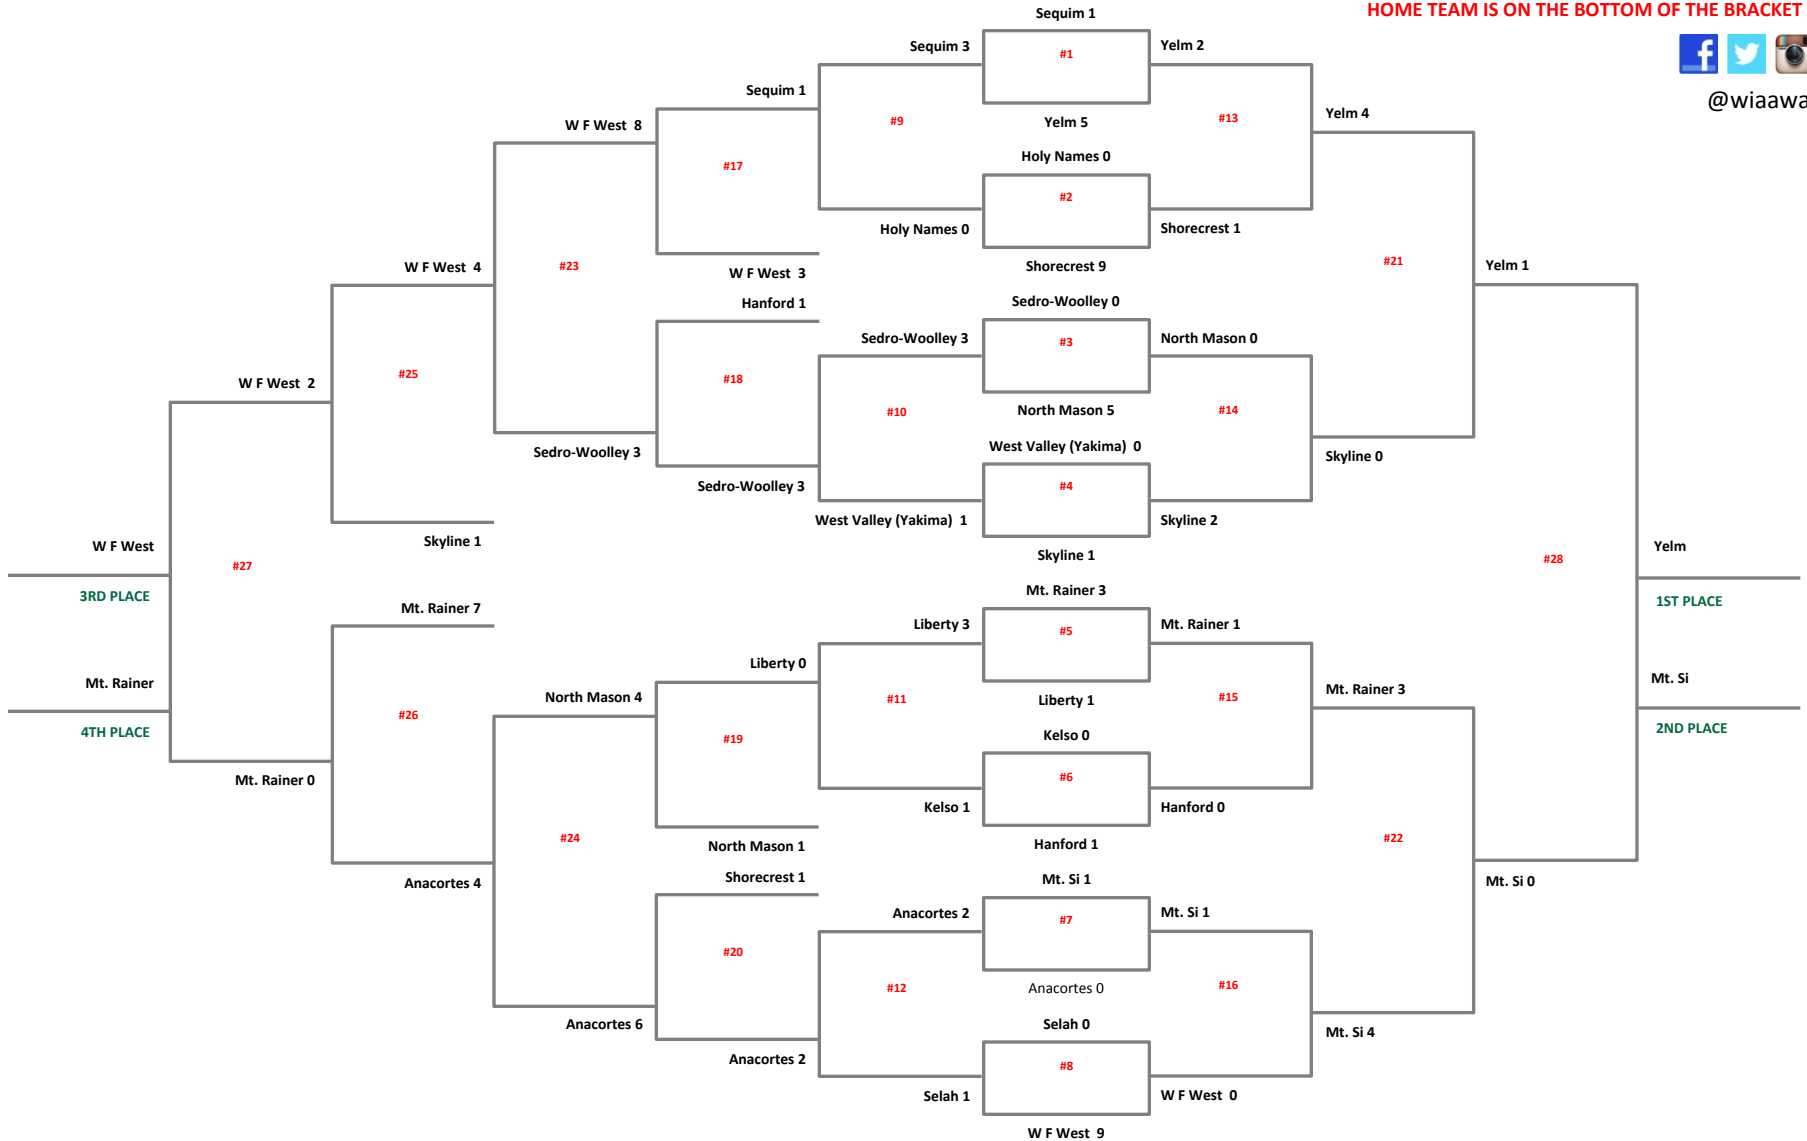 HOME TEAM IS ON THE BOTTOM OF THE BRACKET
@wiaawa
Sequim 1
Sequim 3
#1
Yelm 2
Sequim 1
Yelm 4
W F West 8
#9
Yelm 5
#13
Holy Names 0
#17
#2
Holy Names 0
Shorecrest 1
W F West 4
#23
W F West 3
Shorecrest 9
#21
Yelm 1
Hanford 1
Sedro-Woolley 0
Sedro-Woolley 3
#3
North Mason 0
W F West 2
#25
#18
#10
North Mason 5
#14
Sedro-Woolley 3
West Valley (Yakima) 0
Skyline 0
Sedro-Woolley 3
#4
West Valley (Yakima) 1
Skyline 2
W F West
Skyline 1
Skyline 1
Yelm
#27
#28
3RD PLACE
Mt. Rainer 7
Mt. Rainer 3
1ST PLACE
Liberty 3
#5
Mt. Rainer 1
Liberty 0
Mt. Rainer
North Mason 4
Mt. Rainer 3
Mt. Si
#26
#11
Liberty 1
#15
4TH PLACE
#19
Kelso 0
2ND PLACE
Mt. Rainer 0
#6
Kelso 1
Hanford 0
#24
North Mason 1
Hanford 1
#22
Anacortes 4
Shorecrest 1
Mt. Si 1
Mt. Si 0
Anacortes 2
#7
Mt. Si 1
#20
#12
Anacortes 0
#16
Anacortes 6
Selah 0
Mt. Si 4
Anacortes 2
#8
Selah 1
W F West 0
W F West 9